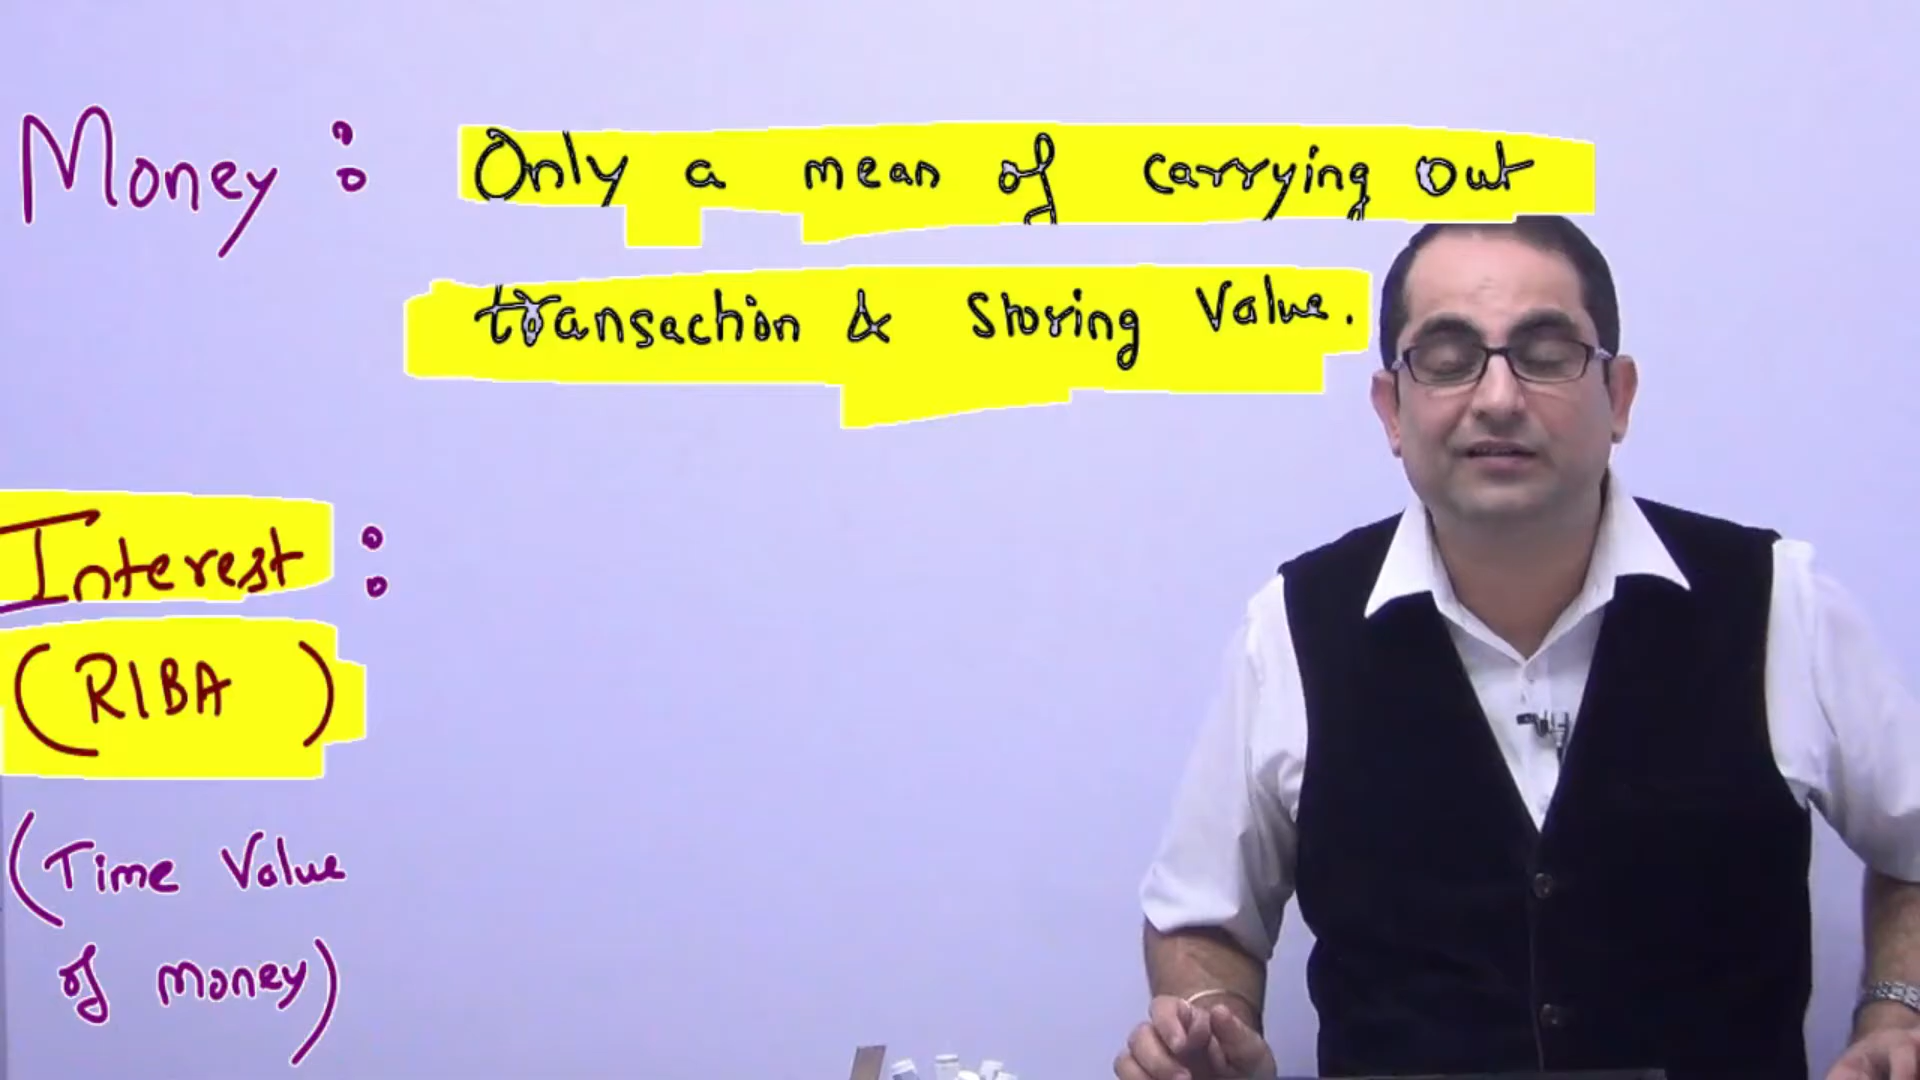 Money : Only a mean of carrying out
transaction & storing value.
Interest :
(RIBA )
(Time Value
of money)